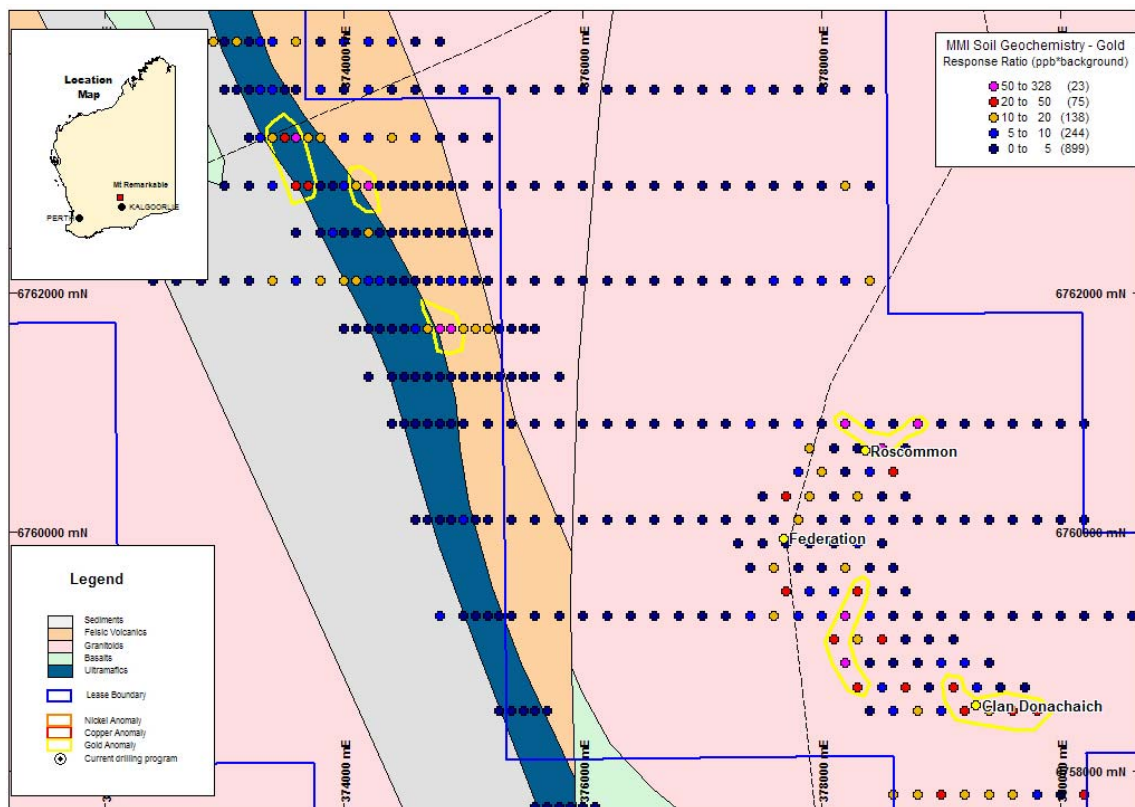 Location
Map
Mt Remarkable
KALGOORLIE
PERTH
374000 mE
376000 mE
378000 mE
MMI Soil Geochemistry - Gold
Response Ratio (ppb*background)
50 to 328 (23)
20 to 50 (75)
10 to 20 (138)
5 to 10 (244)
0 to 5 (899)
6762000 mN
6762000 mN
Roscommon
6760000 mN
6760000 mN
Federation
Clan Donachaich
Legend
Sediments
Felsic Volcanics
Granitoids
Basalts
Ultramafics
Lease Boundary
Nickel Anomaly
Copper Anomaly
Gold Anomaly
Current drilling program
374000 mE
376000 mE
378000 mE
6758000 mN